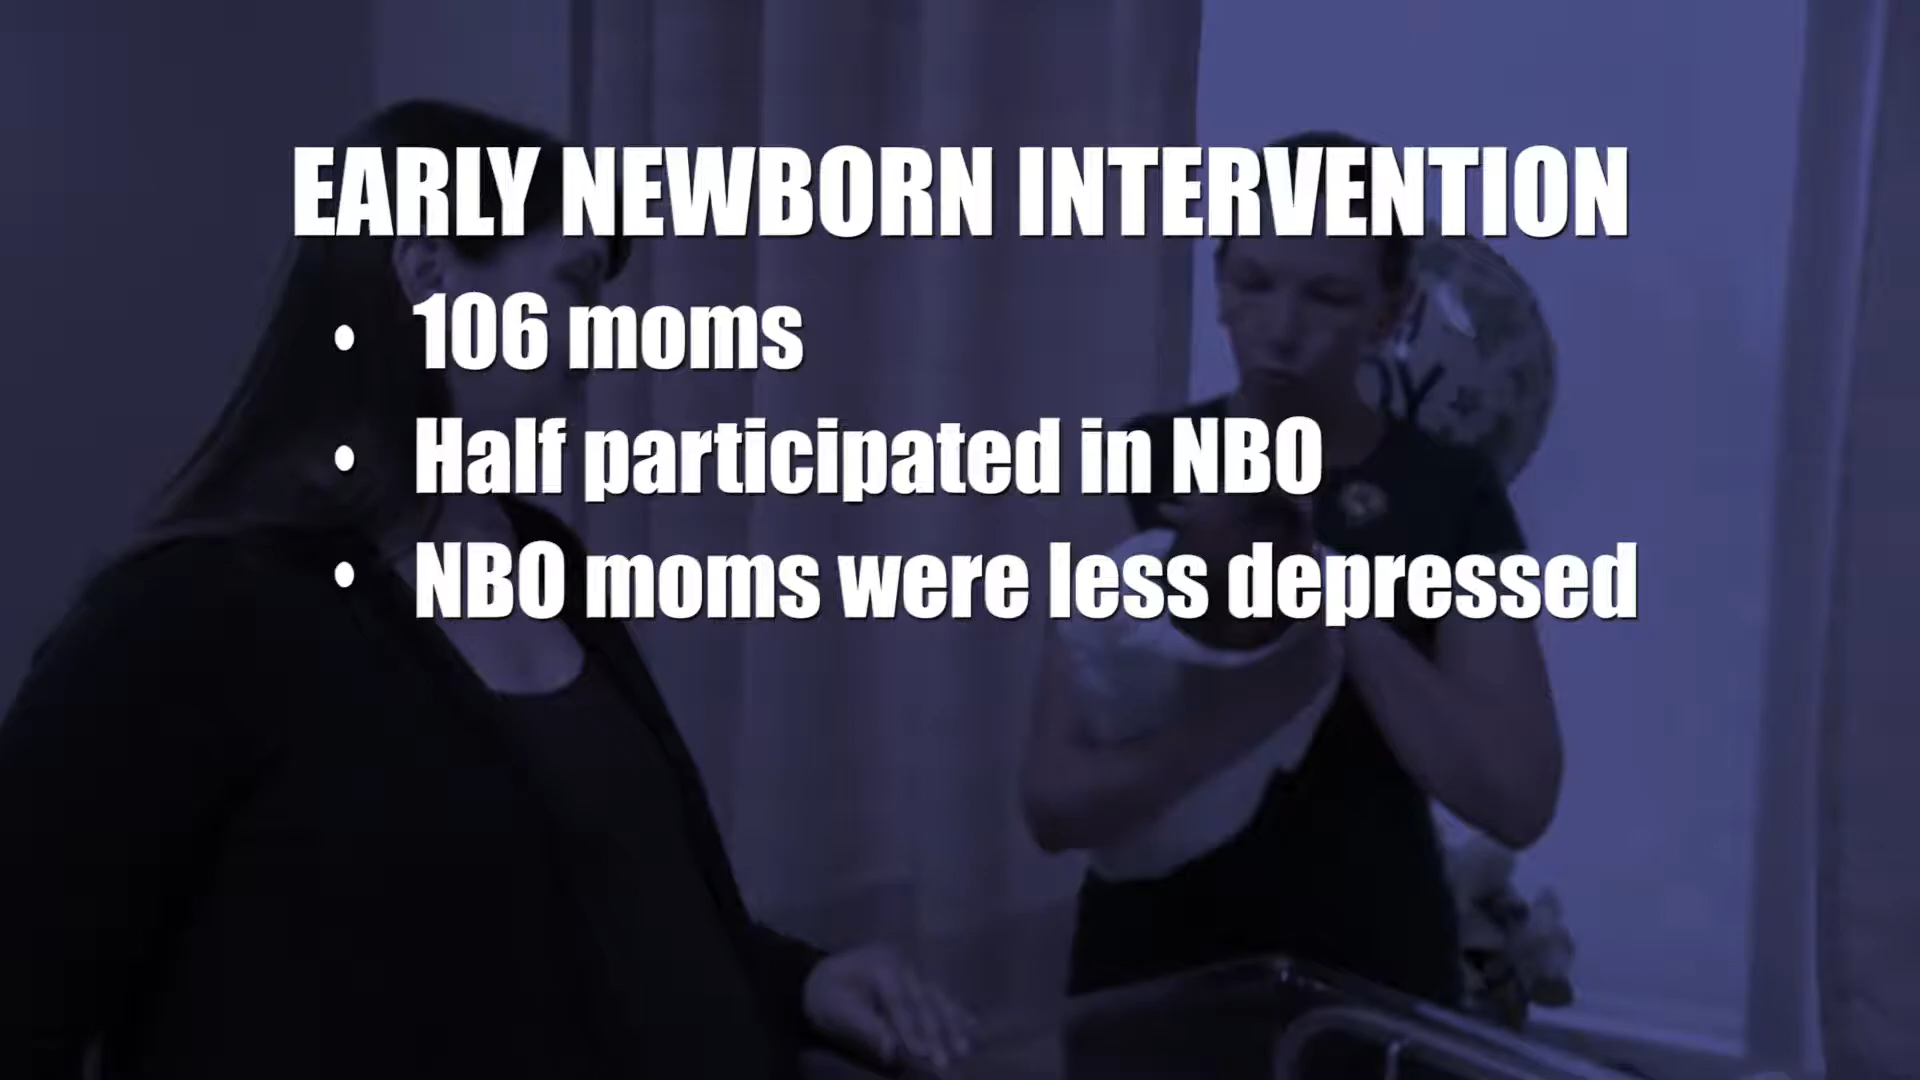 EARLY NEWBORN INTERVENTION
• 106 moms
• Half participated in NBO
• NBO moms were less depressed